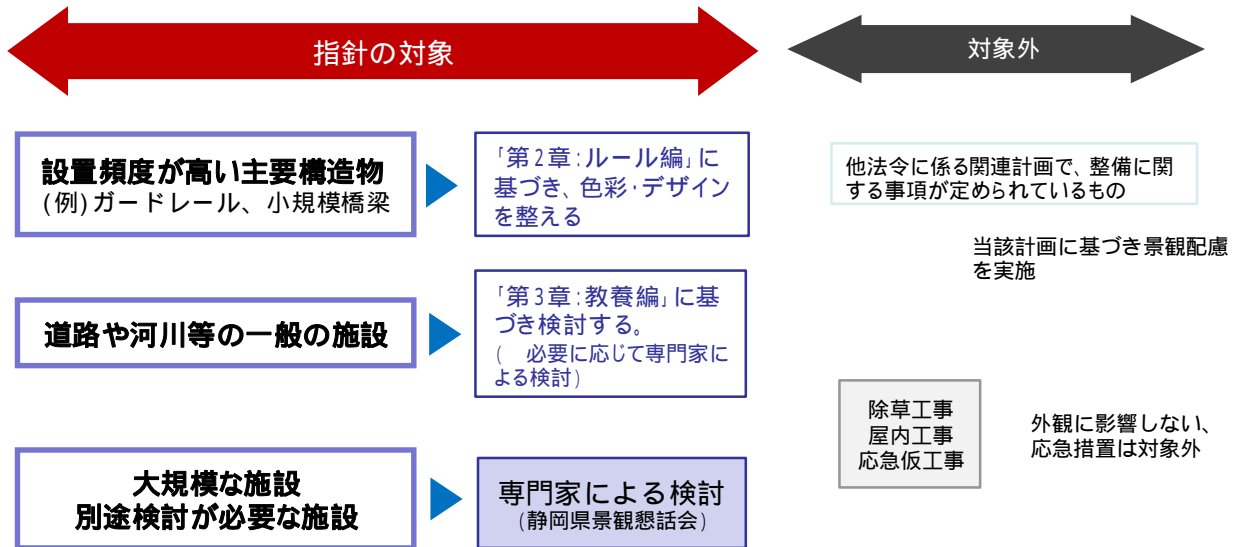 指針の対象
対象外
設置頻度が高い主要構造物
(例)ガードレール、小規模橋梁
「第2章:ルール編」に
基づき、色彩・デザイン
を整える
他法令に係る関連計画で、整備に関
する事項が定められているもの
当該計画に基づき景観配慮
を実施
道路や河川等の一般の施設
「第3章:教養編」に基
づき検討する。
( 必要に応じて専門家に
よる検討)
除草工事
屋内工事
応急仮工事
外観に影響しない、
応急措置は対象外
大規模な施設
別途検討が必要な施設
専門家による検討
(静岡県景観懇話会)